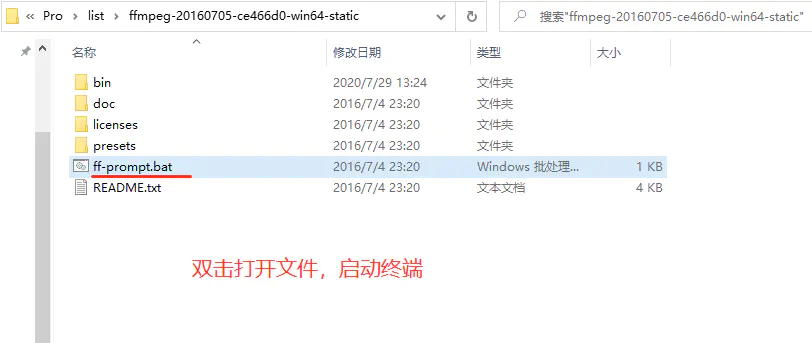 « Pro › list › ffmpeg-20160705-ce466d0-win64-static
搜索"ffmpeg-20160705-ce466d0-win64-static"
名称 修改日期 类型 大小
bin 2020/7/29 13:24 文件夹
doc 2016/7/4 23:20 文件夹
licenses 2016/7/4 23:20 文件夹
presets 2016/7/4 23:20 文件夹
ff-prompt.bat 2016/7/4 23:20 Windows 批处理... 1 KB
README.txt 2016/7/4 23:20 文本文档 4 KB
双击打开文件，启动终端